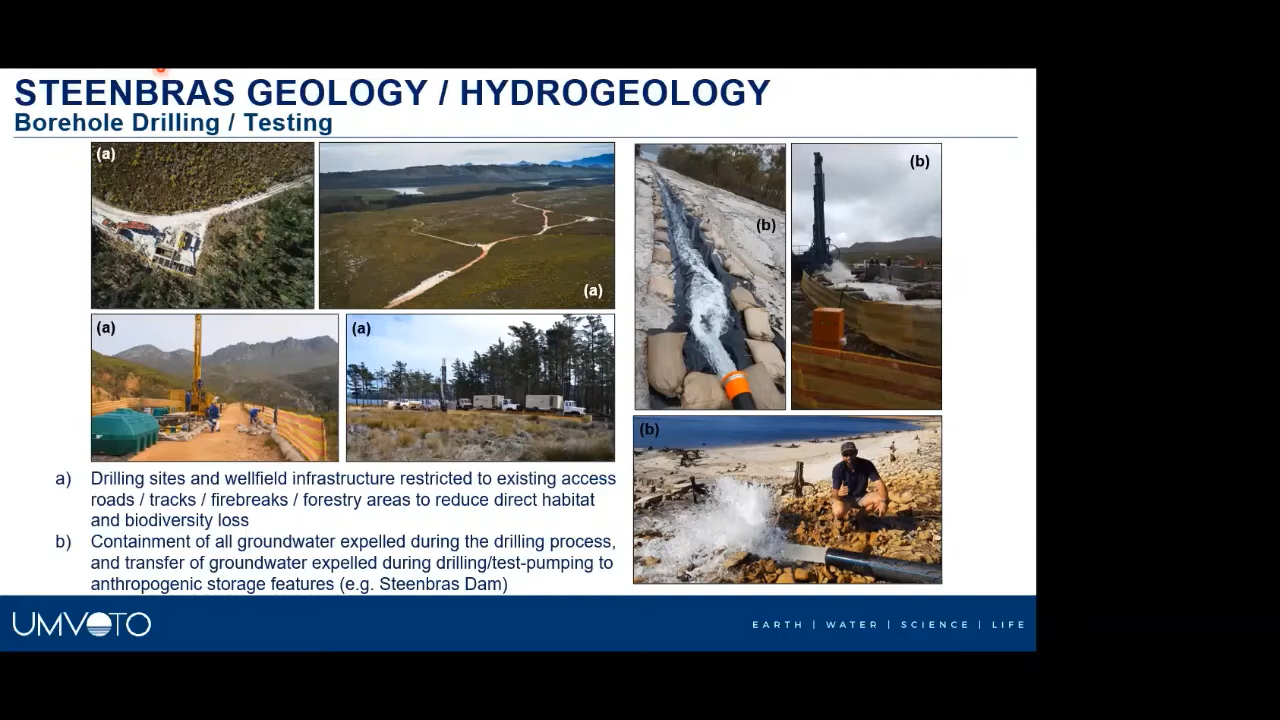 STEENBRAS GEOLOGY / HYDROGEOLOGY
Borehole Drilling / Testing
(a)
(a)
(b)
(b)
(a)
(a)
(b)
a) Drilling sites and wellfield infrastructure restricted to existing access
roads / tracks / firebreaks / forestry areas to reduce direct habitat
and biodiversity loss
b) Containment of all groundwater expelled during the drilling process,
and transfer of groundwater expelled during drilling/test-pumping to
anthropogenic storage features (e.g. Steenbras Dam)
UMVOTO
EARTH | WATER | SCIENCE | LIFE